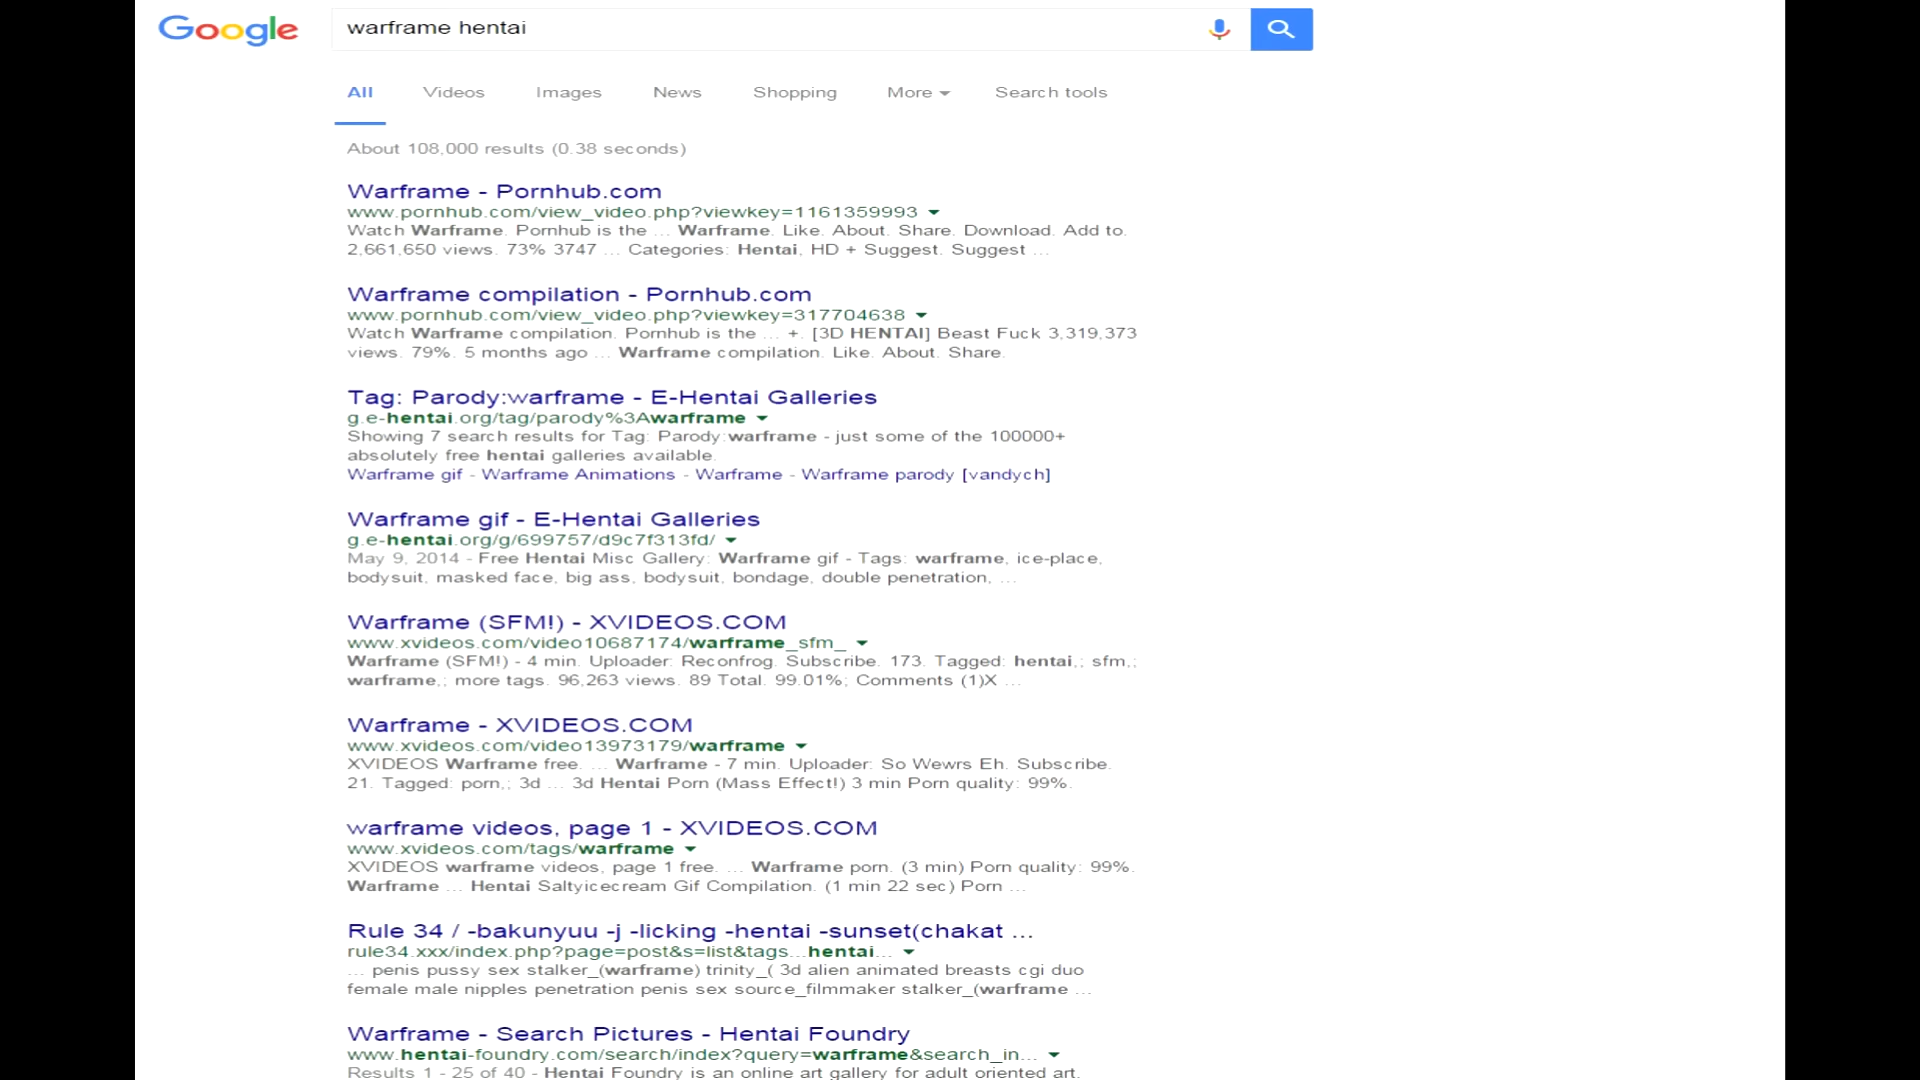 Google
warframe hentai
All Videos Images News Shopping More Search tools
About 108,000 results (0.38 seconds)
Warframe - Pornhub.com
www.pornhub.com/view_video.php?viewkey=1161359993
Watch Warframe. Pornhub is the ... Warframe. Like. About. Share. Download. Add to.
2,661,650 views. 73% 3747 ... Categories: Hentai, HD + Suggest. Suggest ...
Warframe compilation - Pornhub.com
www.pornhub.com/view_video.php?viewkey=317704638
Watch Warframe compilation. Pornhub is the ... +. [3D HENTAI] Beast Fuck 3,319,373
views. 79%. 5 months ago ... Warframe compilation. Like. About. Share.
Tag: Parody:warframe - E-Hentai Galleries
g.e-hentai.org/tag/parody%3Awarframe
Showing 7 search results for Tag: Parody:warframe - just some of the 100000+
absolutely free hentai galleries available.
Warframe gif - Warframe Animations - Warframe - Warframe parody [vandych]
Warframe gif - E-Hentai Galleries
g.e-hentai.org/g/699757/d9c7f313fd/
May 9, 2014 - Free Hentai Misc Gallery: Warframe gif - Tags: warframe, ice-place,
bodysuit, masked face, big ass, bodysuit, bondage, double penetration, ...
Warframe (SFM!) - XVIDEOS.COM
www.xvideos.com/video10687174/warframe_sfm_
Warframe (SFM!) - 4 min. Uploader: Reconfrog. Subscribe. 173. Tagged: hentai,; sfm,;
warframe,; more tags. 96,263 views. 89 Total. 99.01%; Comments (1)X ...
Warframe - XVIDEOS.COM
www.xvideos.com/video13973179/warframe
XVIDEOS Warframe free. ... Warframe - 7 min. Uploader: So Wewrs Eh. Subscribe.
21. Tagged: porn,; 3d ... 3d Hentai Porn (Mass Effect!) 3 min Porn quality: 99%.
warframe videos, page 1 - XVIDEOS.COM
www.xvideos.com/tags/warframe
XVIDEOS warframe videos, page 1 free. ... Warframe porn. (3 min) Porn quality: 99%.
Warframe ... Hentai Saltyicecream Gif Compilation. (1 min 22 sec) Porn ...
Rule 34 / -bakunyuu -j -licking -hentai -sunset(chakat ...
rule34.xxx/index.php?page=post&s=list&tags...hentai...
... penis pussy sex stalker_(warframe) trinity_( 3d alien animated breasts cgi duo
female male nipples penetration penis sex source_filmmaker stalker_(warframe ...
Warframe - Search Pictures - Hentai Foundry
www.hentai-foundry.com/search/index?query=warframe&search_in...
Results 1 - 25 of 40 - Hentai Foundry is an online art gallery for adult oriented art.